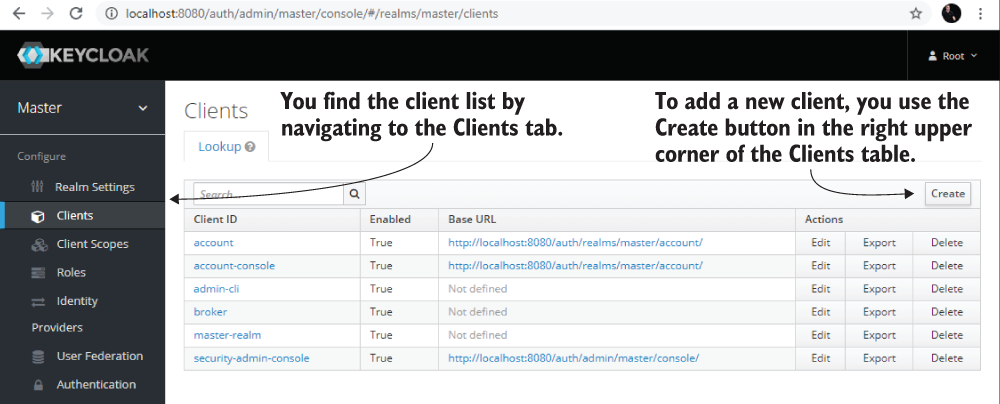 localhost:8080/auth/admin/master/console/#/realms/master/clients
KEYCLOAK
Root
Master
Configure
Realm Settings
Clients
Client Scopes
Roles
Identity
Providers
User Federation
Authentication
Clients
You find the client list by
navigating to the Clients tab.
To add a new client, you use the
Create button in the right upper
corner of the Clients table.
Lookup
Search...
Create
Client ID Enabled Base URL Actions
account True http://localhost:8080/auth/realms/master/account/ Edit Export Delete
account-console True http://localhost:8080/auth/realms/master/account/ Edit Export Delete
admin-cli True Not defined Edit Export Delete
broker True Not defined Edit Export Delete
master-realm True Not defined Edit Export Delete
security-admin-console True http://localhost:8080/auth/admin/master/console/ Edit Export Delete